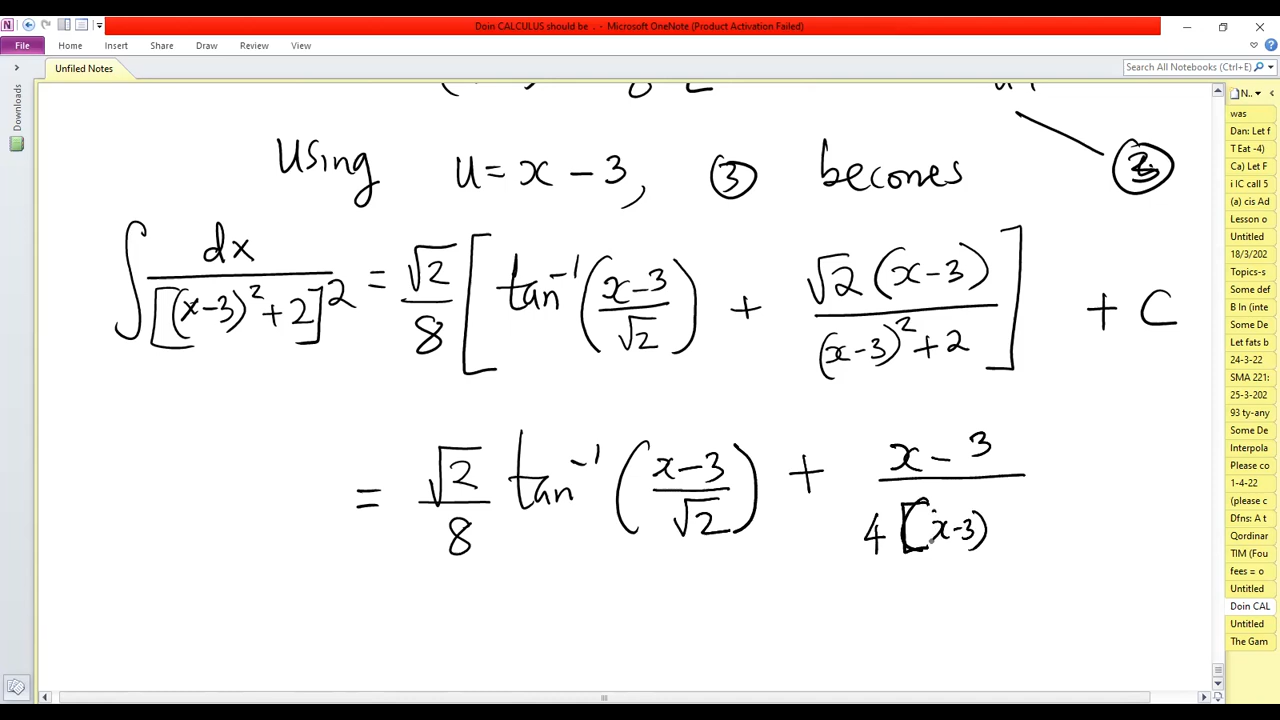 Doin CALCULUS should be . - Microsoft OneNote (Product Activation Failed)
File Home Insert Share Draw Review View
Unfiled Notes
Search All Notebooks (Ctrl+E)
Downloads
Using u = x - 3, ③ becomes
∫ dx / [(x-3)² + 2]² = √2/8 [ tan⁻¹( (x-3)/√2 ) + √2 (x-3) / ((x-3)² + 2) ] + C
= √2/8 tan⁻¹( (x-3)/√2 ) + (x - 3) / 4 [(x-3)
N..
was
Dan: Let f
T Eat -4)
Ca) Let F
i IC call 5
(a) cis Ad
Lesson o
Untitled
18/3/202
Topics-s
Some def
B In (inte
Some De
Let fats b
24-3-22
SMA 221:
25-3-202
93 ty-any
Some De
Interpola
Please co
1-4-22
(please c
Dfns: A t
Qordinar
TIM (Fou
fees = o
Untitled
Doin CAL
Untitled
The Gam